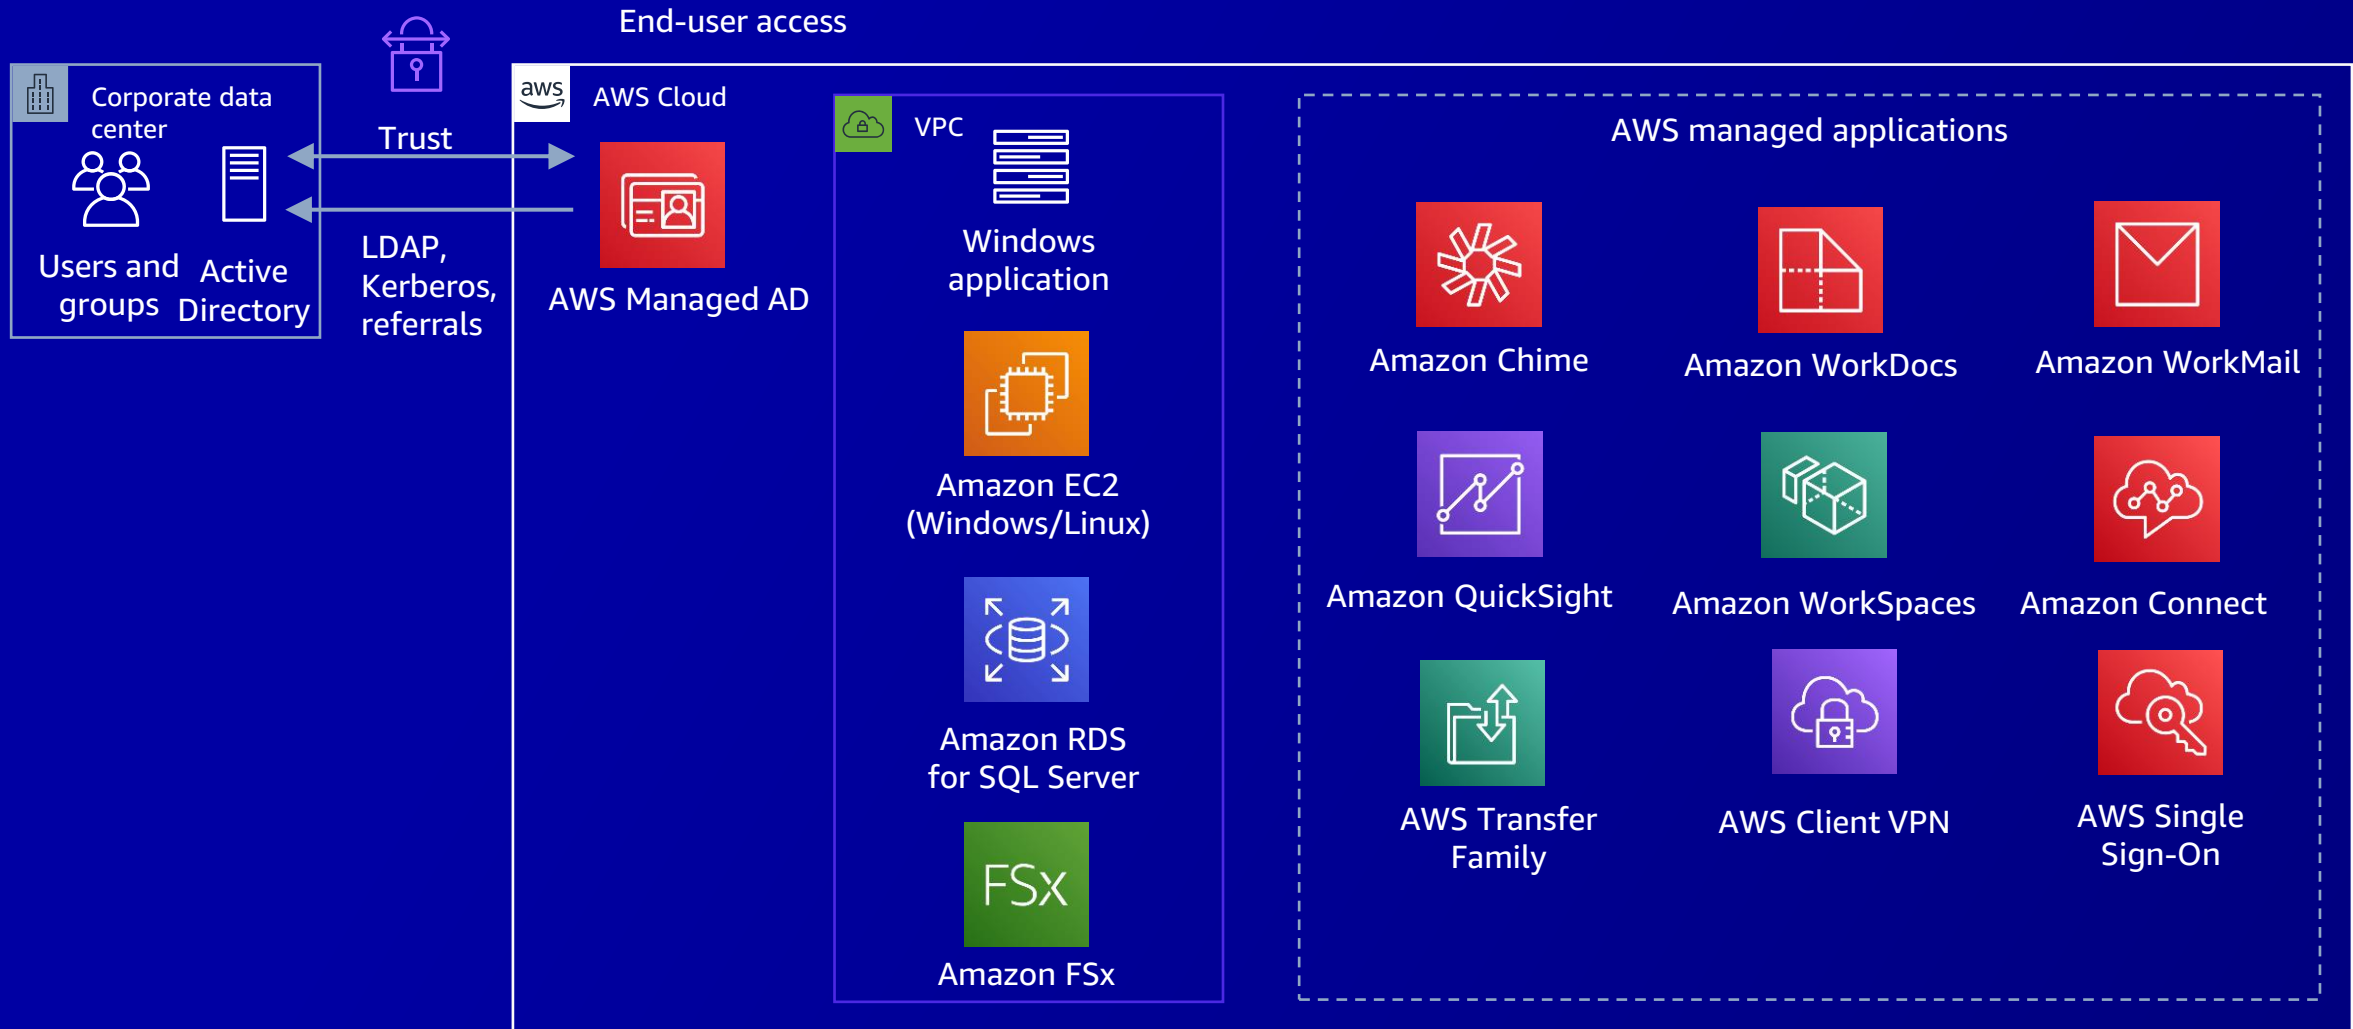 End-user access
Corporate data
center
Users and
groups
Active
Directory
Trust
LDAP,
Kerberos,
referrals
aws
AWS Cloud
AWS Managed AD
VPC
Windows
application
Amazon EC2
(Windows/Linux)
Amazon RDS
for SQL Server
FSx
Amazon FSx
AWS managed applications
Amazon Chime
Amazon WorkDocs
Amazon WorkMail
Amazon QuickSight
Amazon WorkSpaces
Amazon Connect
AWS Transfer
Family
AWS Client VPN
AWS Single
Sign-On